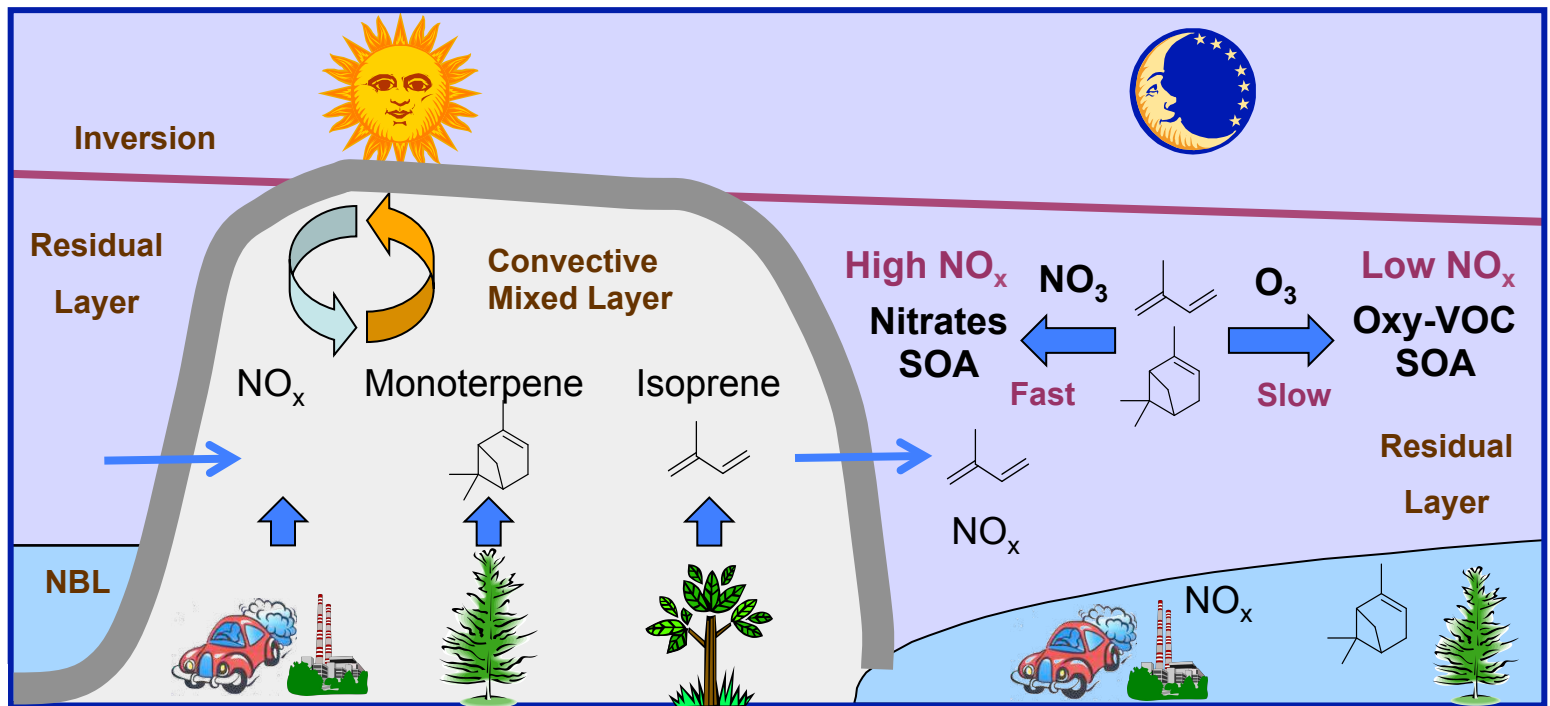 Inversion
Residual
Layer
NBL
Convective
Mixed Layer
NOₓ
Monoterpene
Isoprene
High NOₓ
Nitrates
SOA
NO₃
Fast
O₃
Slow
Low NOₓ
Oxy-VOC
SOA
Residual
Layer
NOₓ
NOₓ